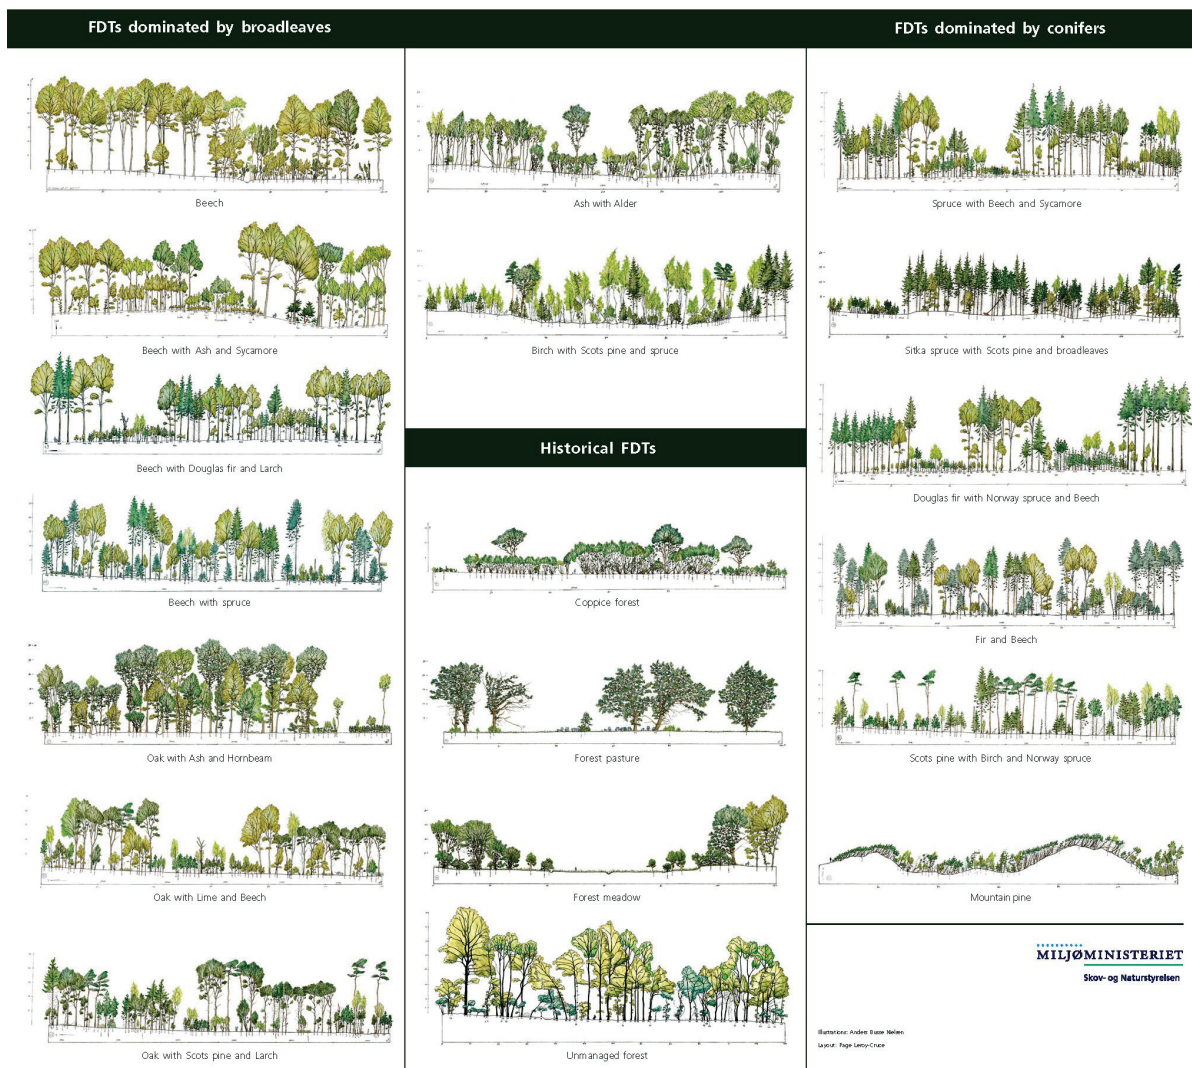 FDTs dominated by broadleaves
Beech
Beech with Ash and Sycamore
Beech with Douglas fir and Larch
Beech with spruce
Oak with Ash and Hornbeam
Oak with Lime and Beech
Oak with Scots pine and Larch
Ash with Alder
Birch with Scots pine and spruce
Historical FDTs
Coppice forest
Forest pasture
Forest meadow
Unmanaged forest
FDTs dominated by conifers
Spruce with Beech and Sycamore
Sitka spruce with Scots pine and broadleaves
Douglas fir with Norway spruce and Beech
Fir and Beech
Scots pine with Birch and Norway spruce
Mountain pine
MILJØMINISTERIET
Skov- og Naturstyrelsen
Illustrations: Anders Busse Nielsen
Layout: Page Leroy-Cruce